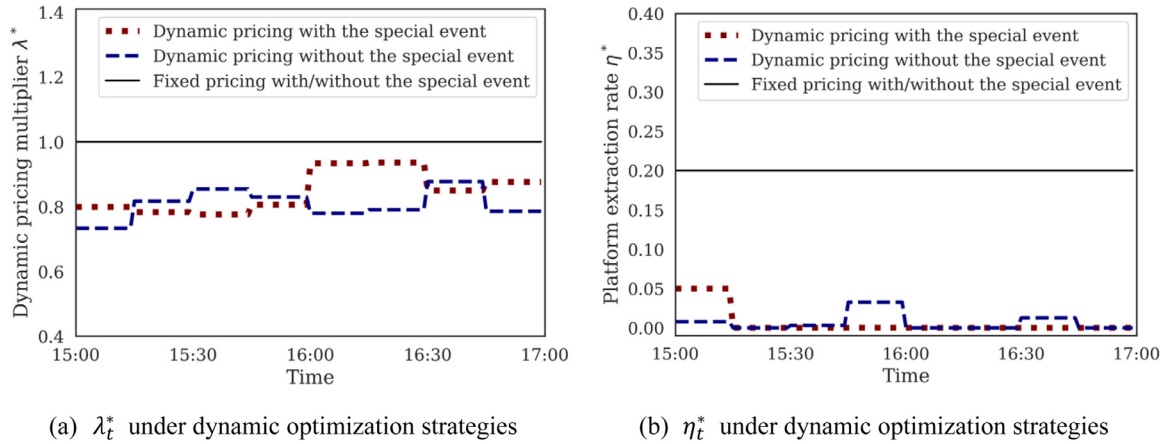 Dynamic pricing multiplier λ*
1.4
1.2
1.0
0.8
0.6
0.4
Dynamic pricing with the special event
Dynamic pricing without the special event
Fixed pricing with/without the special event
15:00
15:30
16:00
16:30
17:00
Time
(a) λ*ₜ under dynamic optimization strategies
Platform extraction rate η*
0.40
0.35
0.30
0.25
0.20
0.15
0.10
0.05
0.00
Dynamic pricing with the special event
Dynamic pricing without the special event
Fixed pricing with/without the special event
15:00
15:30
16:00
16:30
17:00
Time
(b) η*ₜ under dynamic optimization strategies